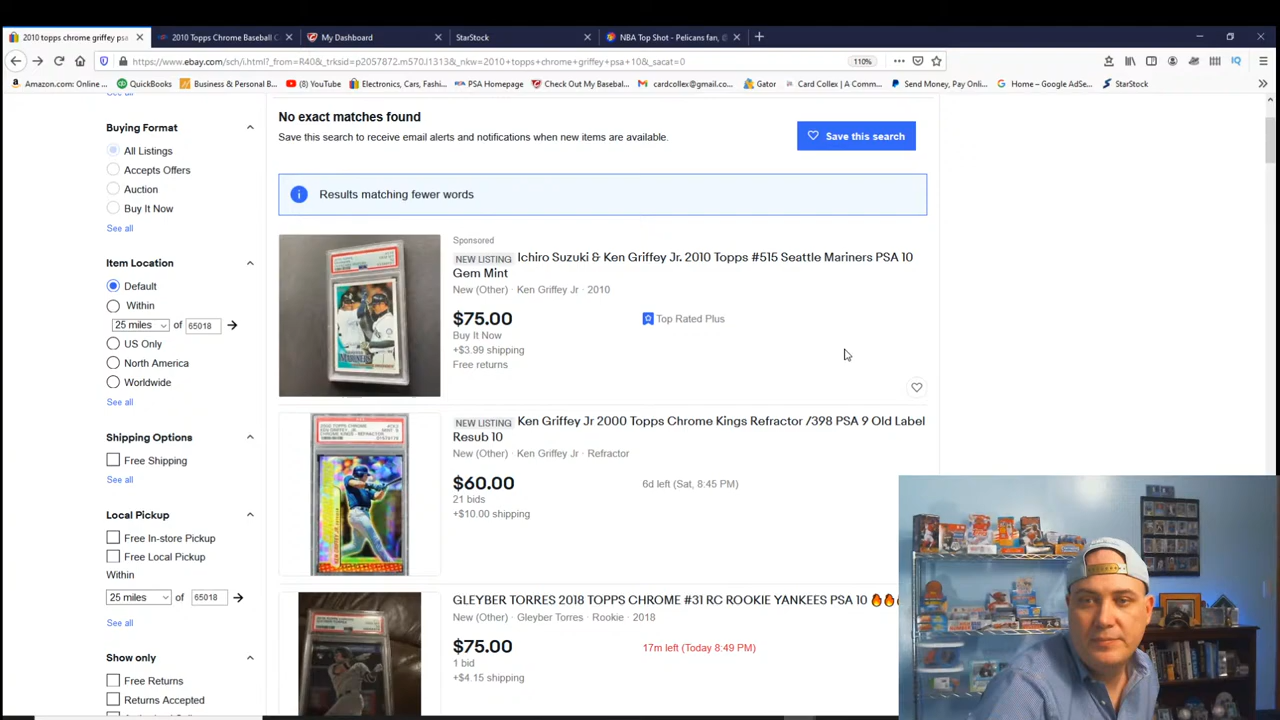 2010 topps chrome griffey psa
2010 Topps Chrome Baseball C
My Dashboard
StarStock
NBA Top Shot - Pelicans fan,
https://www.ebay.com/sch/i.html?_from=R40&_trksid=p2057872.m570.l1313&_nkw=2010+topps+chrome+griffey+psa+10&_sacat=0
110%
Amazon.com: Online ...
QuickBooks
Business & Personal B...
(8) YouTube
Electronics, Cars, Fashi...
PSA Homepage
Check Out My Basebal...
cardcollex@gmail.co...
Gator
Card Collex | A Comm...
Send Money, Pay Onli...
Home – Google AdSe...
StarStock
See all
Buying Format
All Listings
Accepts Offers
Auction
Buy It Now
See all
Item Location
Default
Within
25 miles of 65018
US Only
North America
Worldwide
See all
Shipping Options
Free Shipping
See all
Local Pickup
Free In-store Pickup
Free Local Pickup
Within
25 miles of 65018
See all
Show only
Free Returns
Returns Accepted
No exact matches found
Save this search to receive email alerts and notifications when new items are available.
Save this search
Results matching fewer words
Sponsored
NEW LISTING Ichiro Suzuki & Ken Griffey Jr. 2010 Topps #515 Seattle Mariners PSA 10
Gem Mint
New (Other) · Ken Griffey Jr · 2010
$75.00
Top Rated Plus
Buy It Now
+$3.99 shipping
Free returns
NEW LISTING Ken Griffey Jr 2000 Topps Chrome Kings Refractor /398 PSA 9 Old Label
Resub 10
New (Other) · Ken Griffey Jr · Refractor
$60.00
6d left (Sat, 8:45 PM)
21 bids
+$10.00 shipping
GLEYBER TORRES 2018 TOPPS CHROME #31 RC ROOKIE YANKEES PSA 10 🔥🔥
New (Other) · Gleyber Torres · Rookie · 2018
$75.00
17m left (Today 8:49 PM)
1 bid
+$4.15 shipping